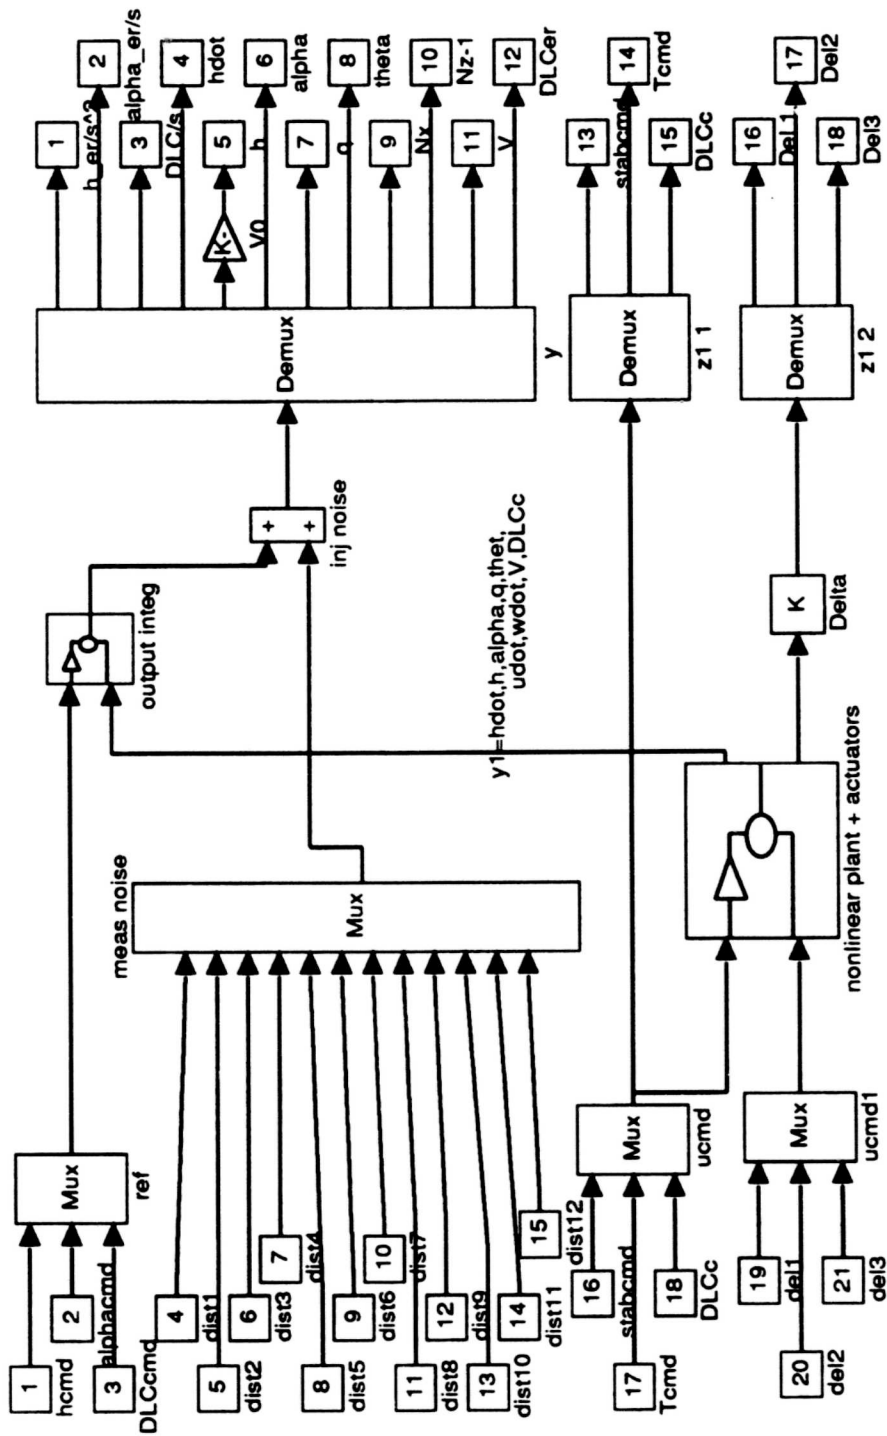 1
hcmd
2
alphacmd
3
DLCcmd
Mux
ref
4
dist1
5
dist2
6
dist3
7
dist4
8
dist5
9
dist6
10
dist7
11
dist8
12
dist9
13
dist10
14
dist11
15
dist12
meas noise
Mux
16
stabcmd
17
Tcmd
18
DLCc
Mux
ucmd
19
del1
20
del2
21
del3
Mux
ucmd1
nonlinear plant + actuators
y1=hdot,h,alpha,q,thet,
udot,wdot,V,DLCc
output integ
+
+
inj noise
K
Delta
Demux
y
Demux
z1 1
Demux
z1 2
1
h_er/s^2
2
alpha_er/s
3
DLC/s
4
hdot
K-
V0
5
h
6
alpha
7
q
8
theta
9
Nx
10
Nz-1
11
V
12
DLCer
13
stabcmd
14
Tcmd
15
DLCc
16
Del 1
17
Del2
18
Del3